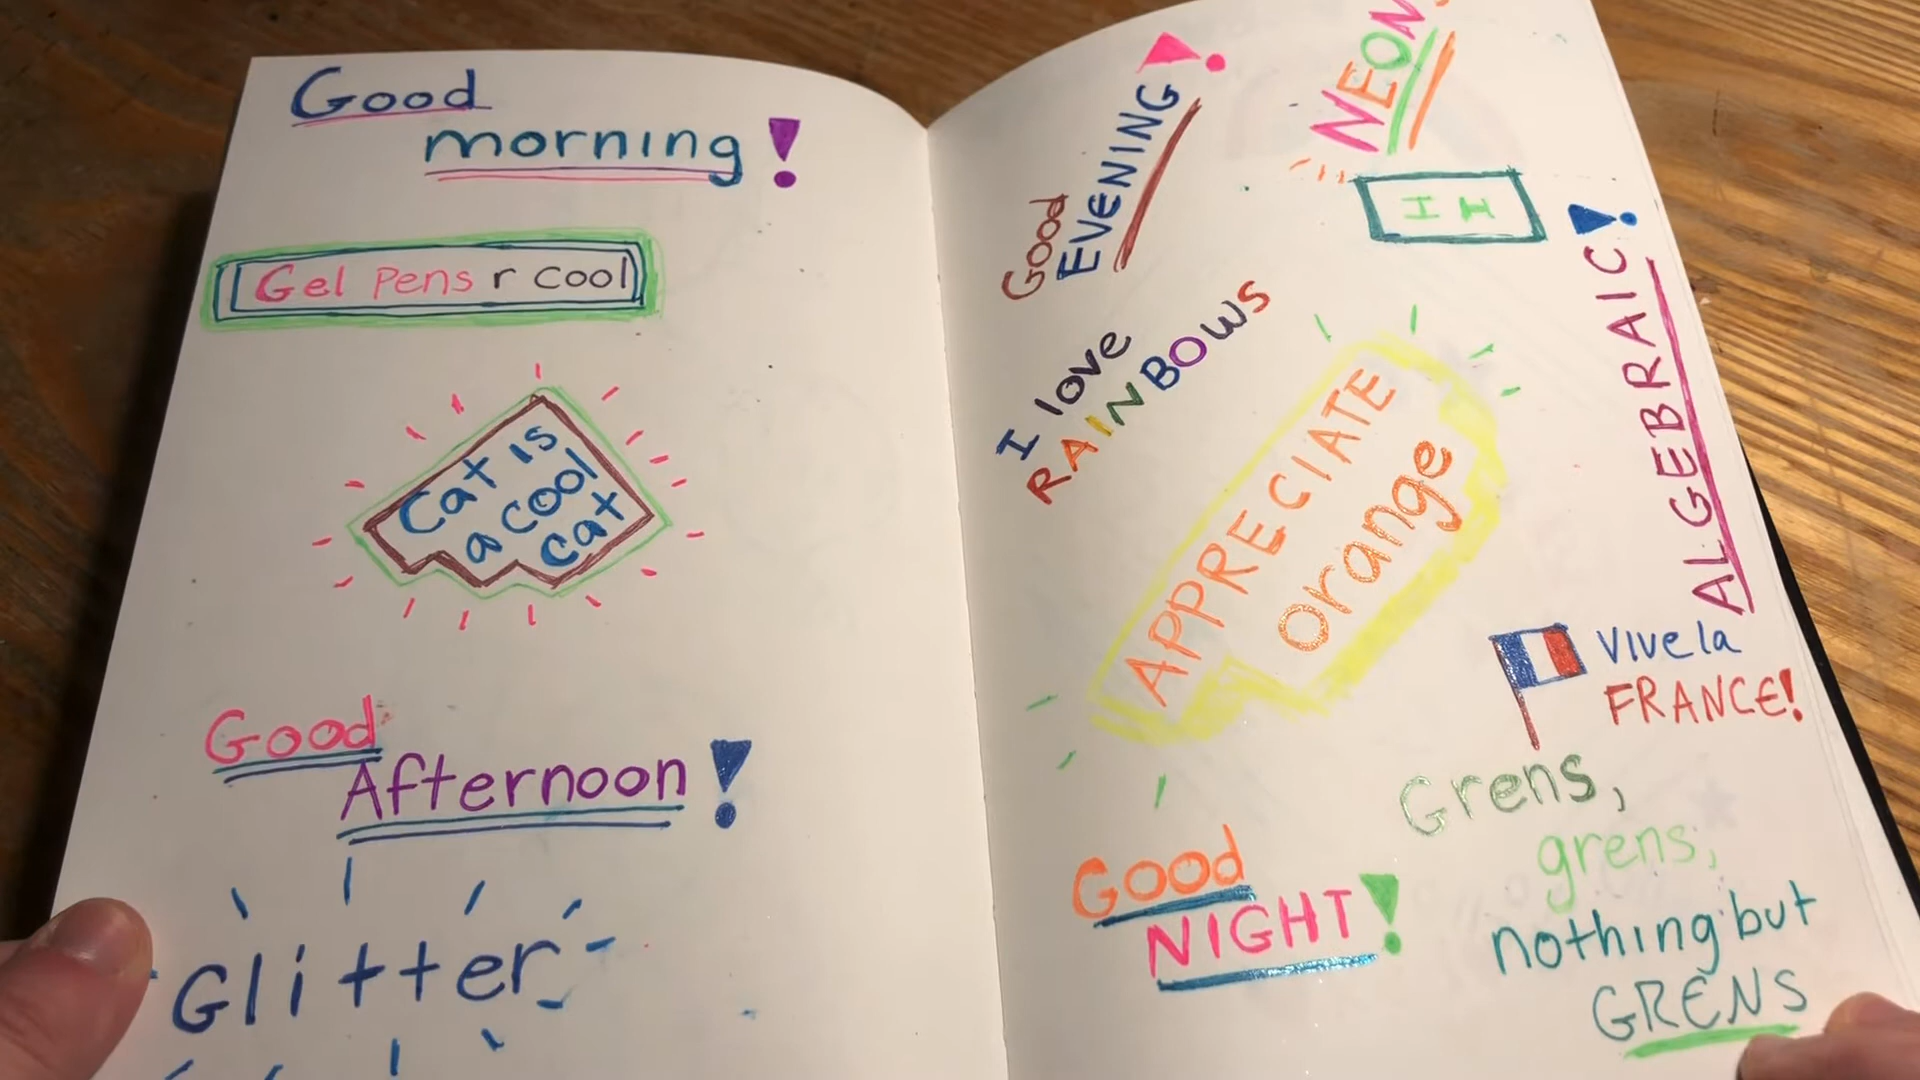 Good
morning!
Gel Pens r cool
Cat is
a cool
cat
Good
Afternoon!
Glitter
Good
EVENING!
NEON!
HI
I love
RAINBOWS
APPRECIATE
orange
ALGEBRAIC!
Vive la
FRANCE!
Grens,
grens,
nothing but
GRENS
Good
NIGHT!